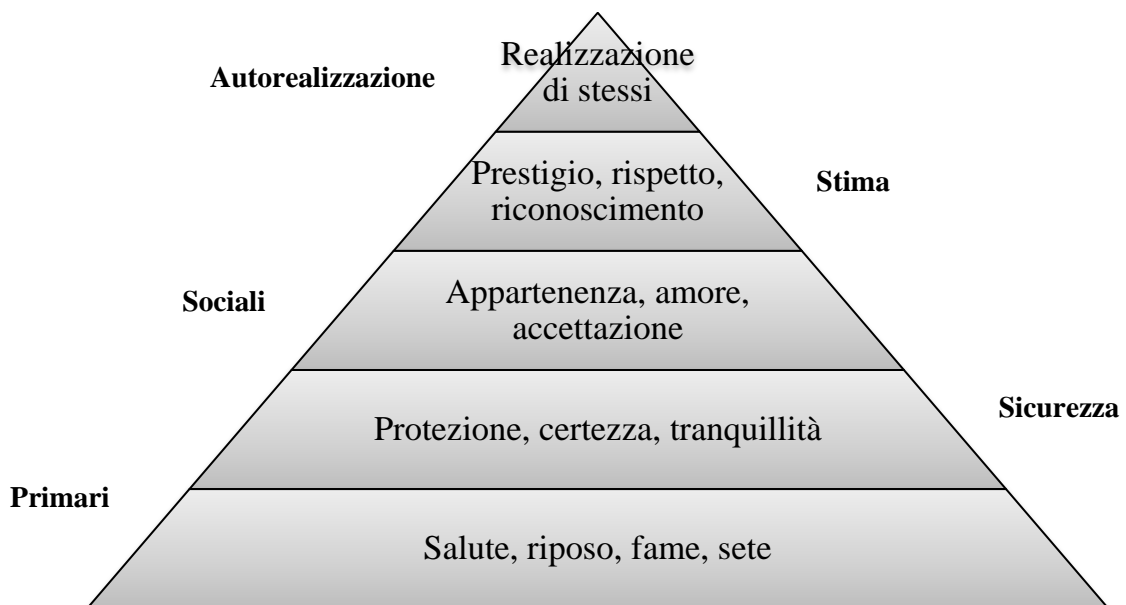 Realizzazione
di stessi
Autorealizzazione
Prestigio, rispetto,
riconoscimento
Stima
Sociali
Appartenenza, amore,
accettazione
Sicurezza
Protezione, certezza, tranquillità
Primari
Salute, riposo, fame, sete